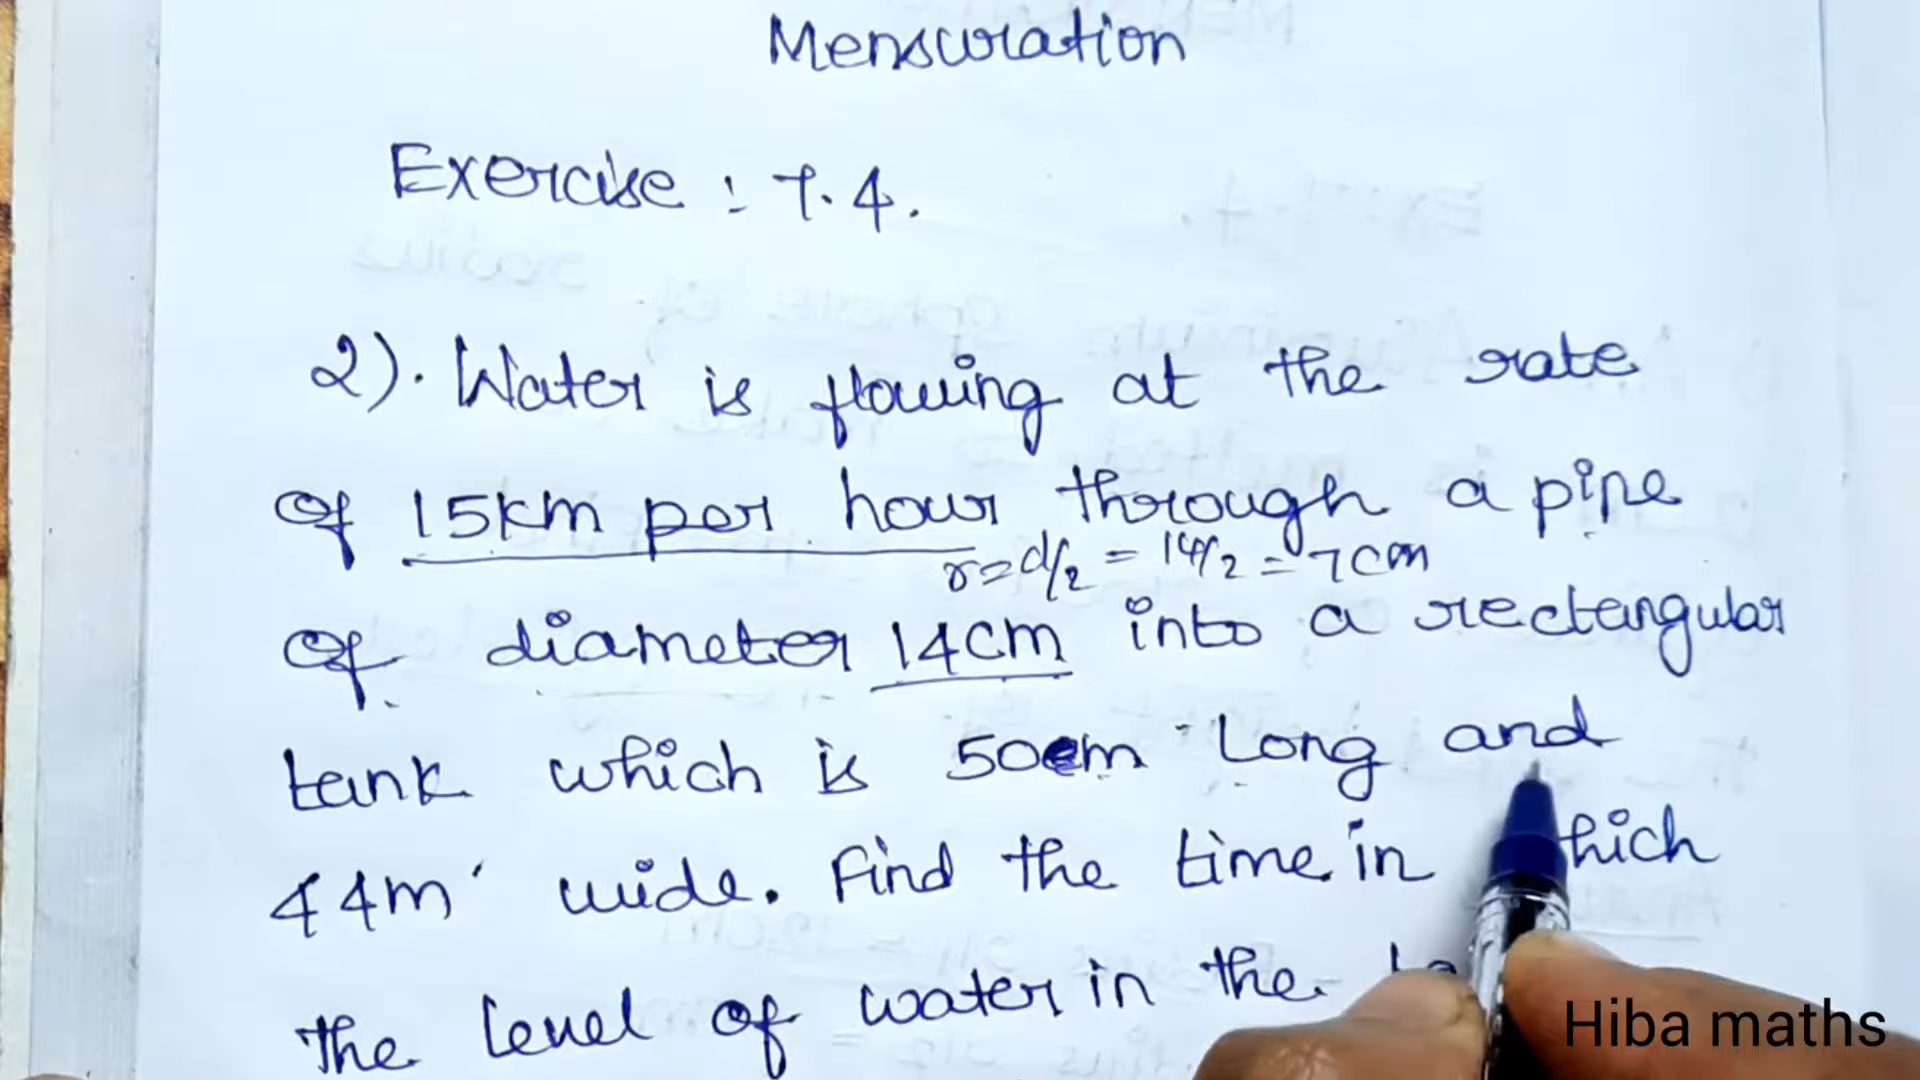 Mensuration
Exercise : 7.4.
2). Water is flowing at the rate
of 15km per hour through a pipe
r=d/2 = 14/2 = 7cm
of diameter 14cm into a rectangular
tank which is 50m long and
44m wide. Find the time in which
the level of water in the
Hiba maths